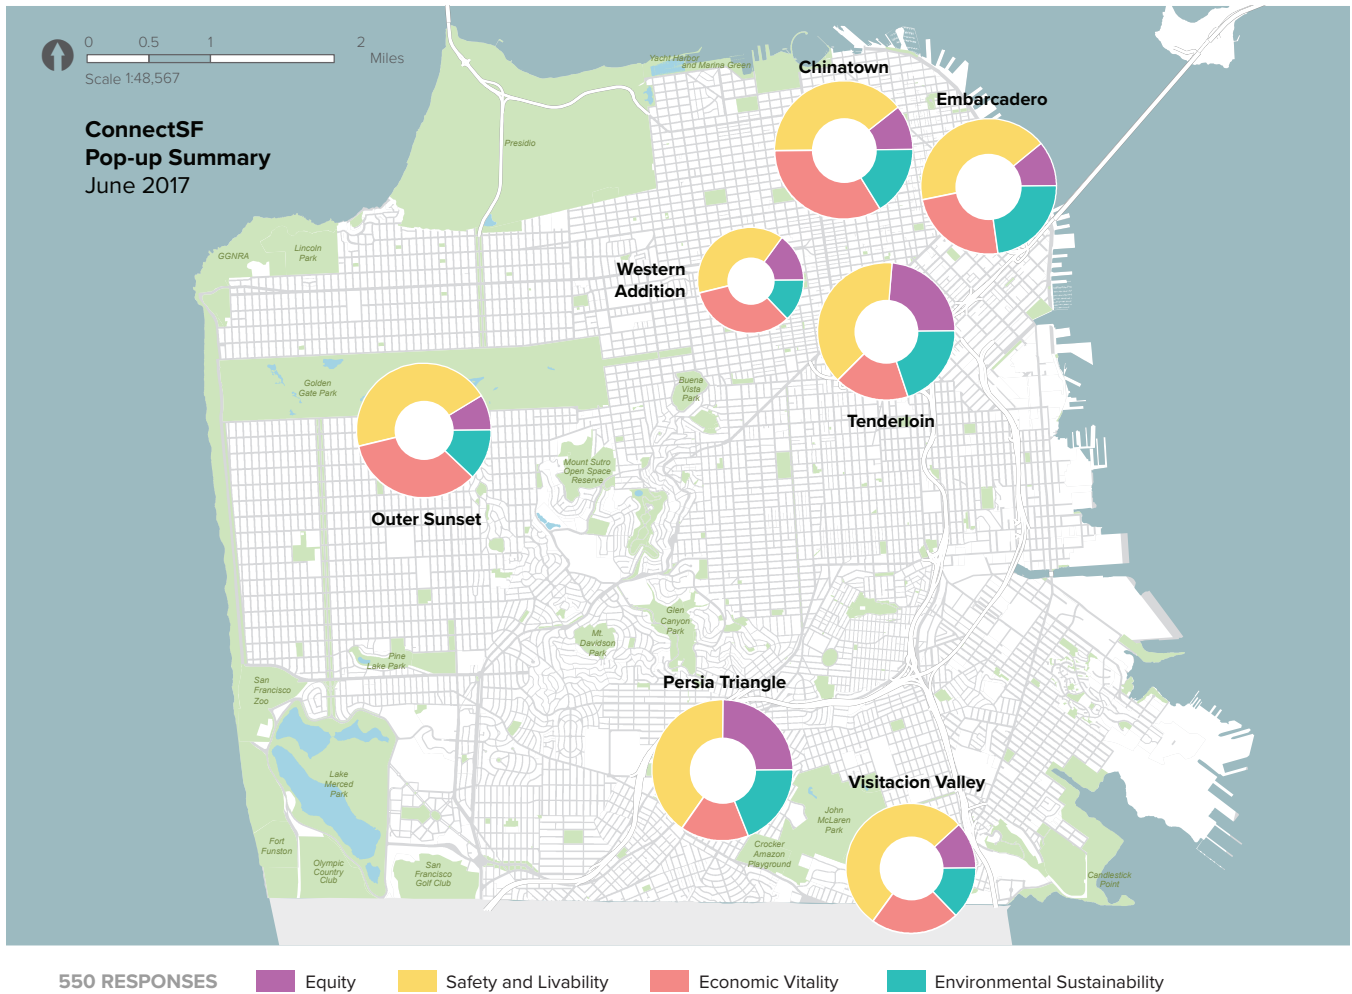 0 0.5 1 2
Miles
Scale 1:48,567
ConnectSF
Pop-up Summary
June 2017
Yacht Harbor
and Marina Green
Chinatown
Embarcadero
Presidio
GGNRA
Lincoln
Park
Western
Addition
Golden
Gate Park
Buena
Vista
Park
Tenderloin
Mount Sutro
Open Space
Reserve
Outer Sunset
Glen
Canyon
Park
Mt.
Davidson
Park
Pine
Lake Park
San
Francisco
Zoo
Persia Triangle
Lake
Merced
Park
Visitacion Valley
John
McLaren
Park
Crocker
Amazon
Playground
Fort
Funston
Olympic
Country
Club
San
Francisco
Golf Club
Candlestick
Point
550 RESPONSES Equity Safety and Livability Economic Vitality Environmental Sustainability